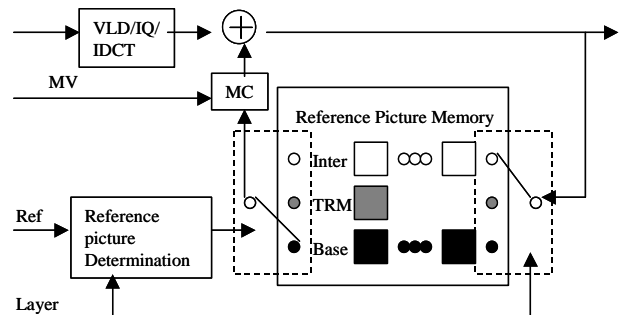 VLD/IQ/
IDCT
MV
MC
Reference Picture Memory
Inter
TRM
Ref
Reference
picture
Determination
Base
Layer